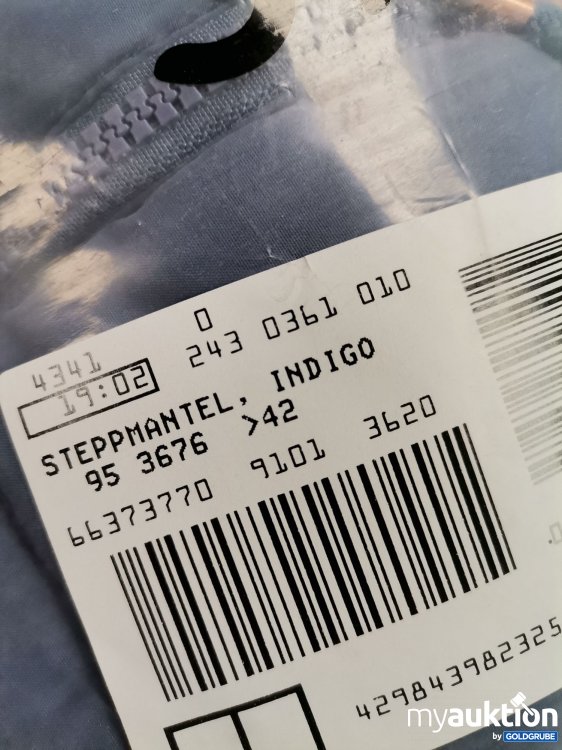 0
4341 243 0361 010
19:02
STEPPMANTEL, INDIGO
95 3676 >42
66373770 9101 3620
429843982325
myauktion
by GOLDGRUBE